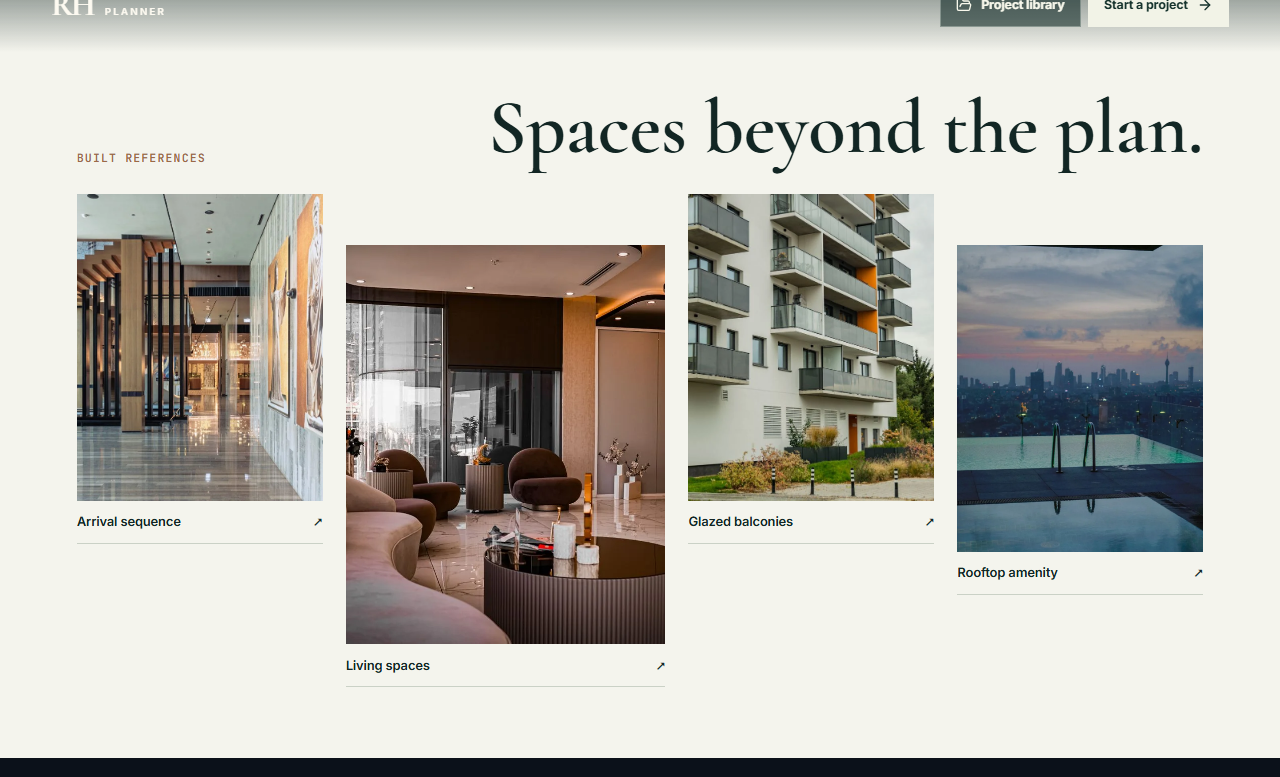 RH PLANNER
Project library
Start a project →
Spaces beyond the plan.
BUILT REFERENCES
Arrival sequence ↗
Living spaces ↗
Glazed balconies ↗
Rooftop amenity ↗